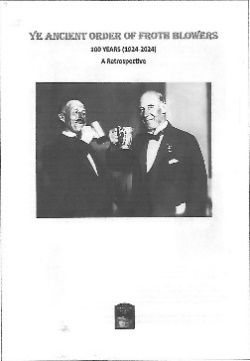 YE ANCIENT ORDER OF FROTH BLOWERS
100 YEARS (1924-2024)
A Retrospective